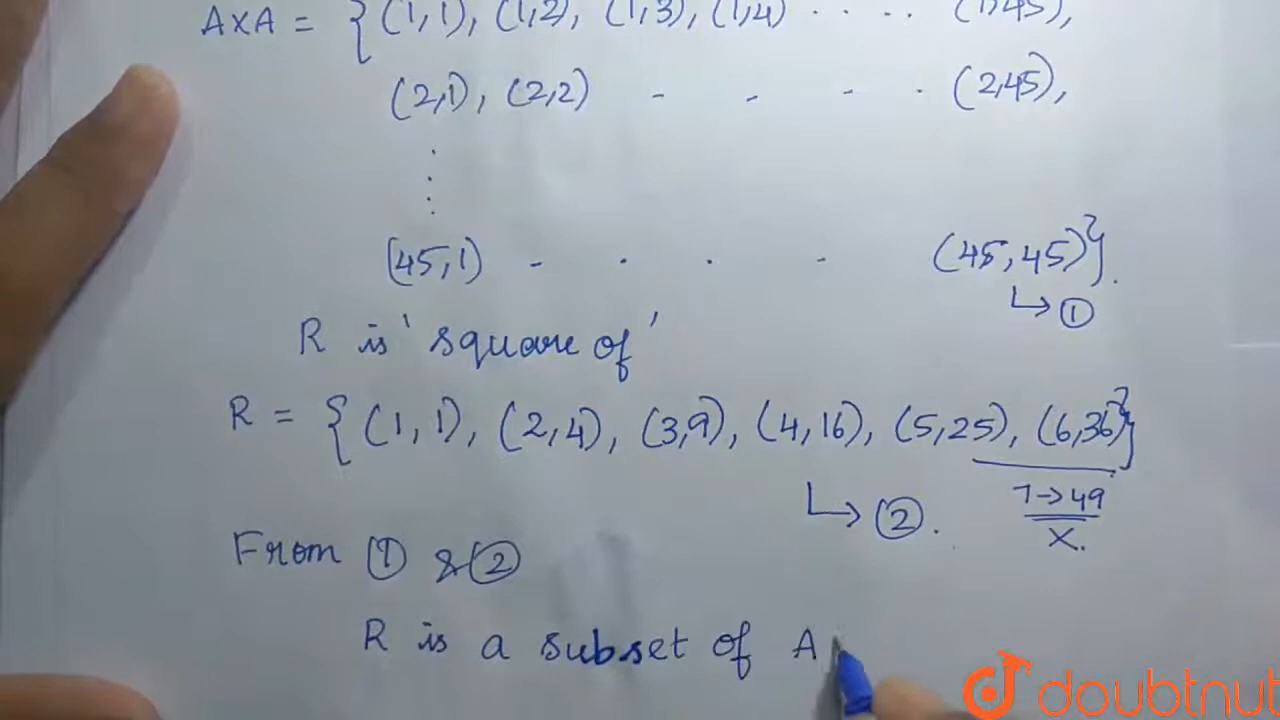 A×A = {(1,1), (1,2), (1,3), (1,4) . . . . (1,45),
(2,1), (2,2) - - - . (2,45),
.
.
:
(45,1) - . . - (45,45)}.
↳ ①
R is 'square of'
R = {(1,1), (2,4), (3,9), (4,16), (5,25), (6,36)}
↳ ②.
7→49
X.
From ① & ②
R is a subset of A
doubtnut